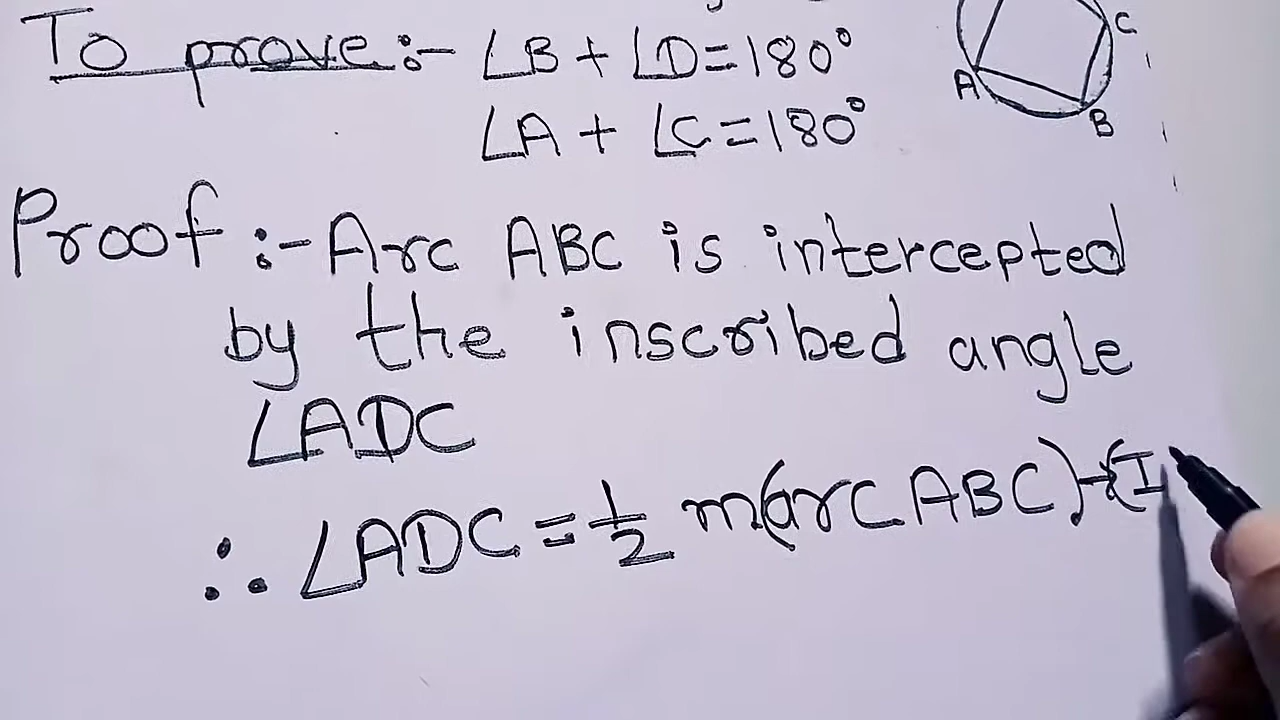 To prove:- ∠B + ∠D = 180°
∠A + ∠C = 180°
C
A
B
Proof :- Arc ABC is intercepted
by the inscribed angle
∠ADC
∴ ∠ADC = 1/2 m(arc ABC) -(I